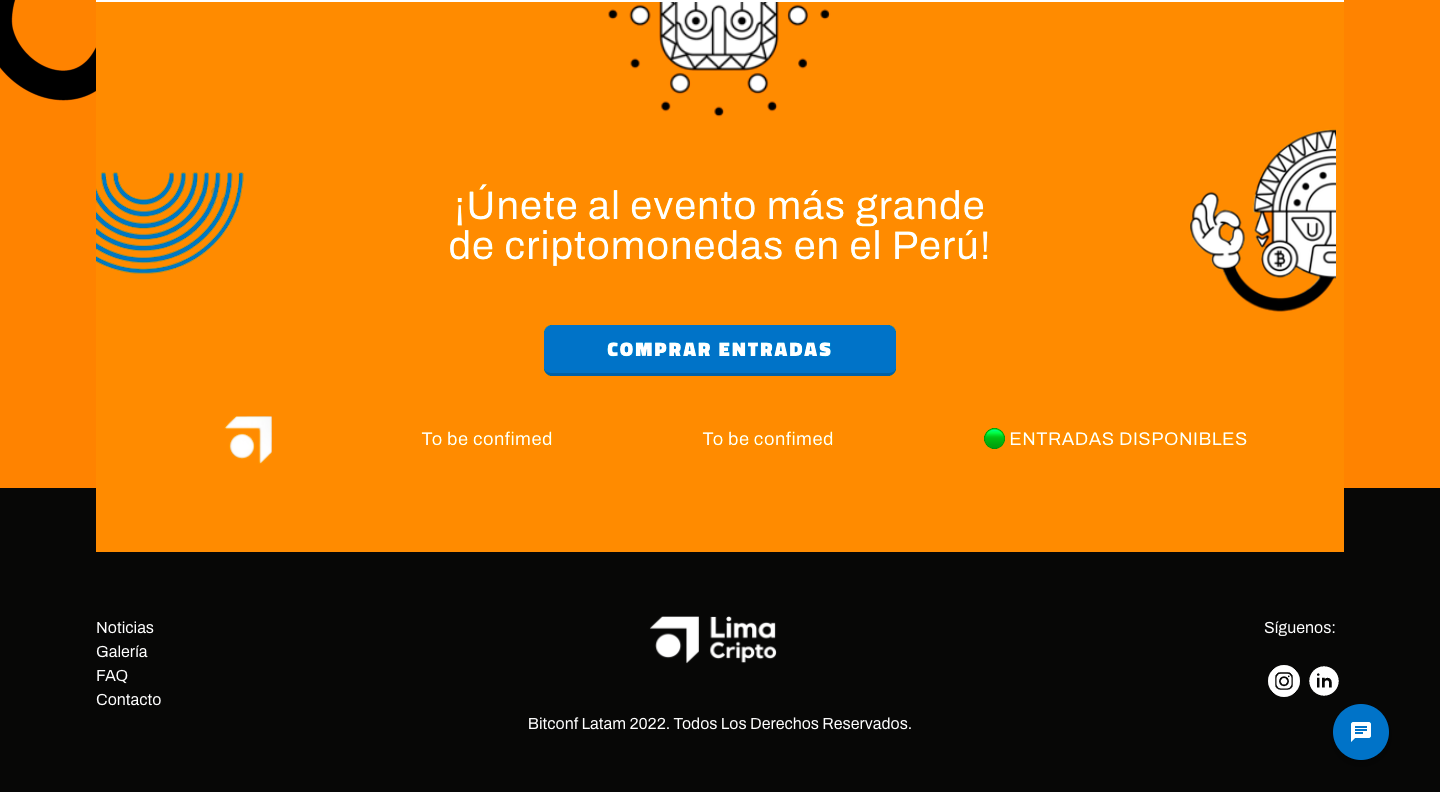 ¡Únete al evento más grande
de criptomonedas en el Perú!
COMPRAR ENTRADAS
To be confimed
To be confimed
ENTRADAS DISPONIBLES
Noticias
Galería
FAQ
Contacto
Lima
Cripto
Bitconf Latam 2022. Todos Los Derechos Reservados.
Síguenos:
in